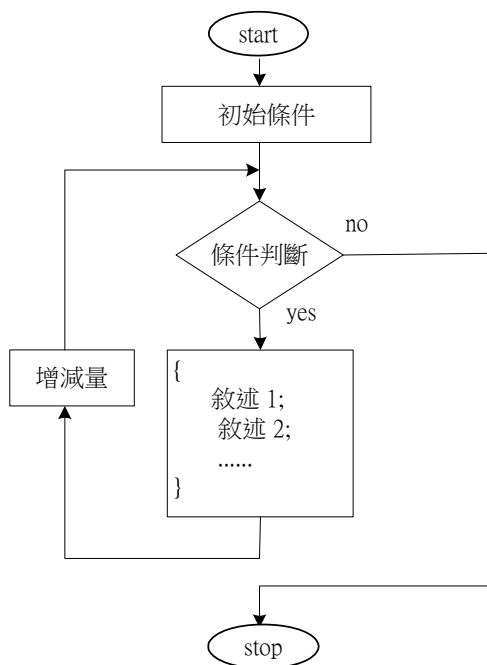 start
初始條件
no
條件判斷
yes
增減量
{
敘述 1;
敘述 2;
......
}
stop